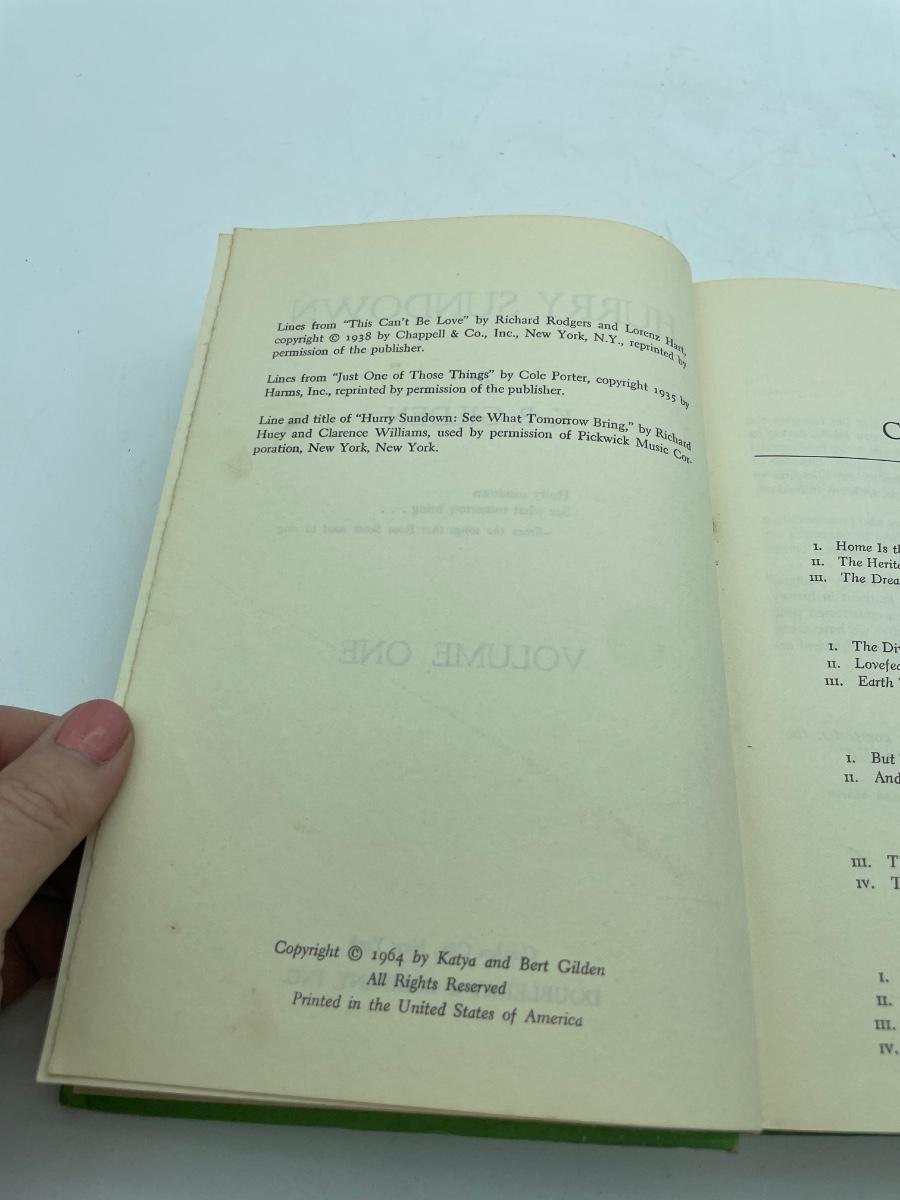 Lines from "This Can't Be Love" by Richard Rodgers and Lorenz Hart,
copyright © 1938 by Chappell & Co., Inc., New York, N.Y., reprinted by
permission of the publisher.
Lines from "Just One of Those Things" by Cole Porter, copyright 1935 by
Harms, Inc., reprinted by permission of the publisher.
Line and title of "Hurry Sundown: See What Tomorrow Bring," by Richard
Huey and Clarence Williams, used by permission of Pickwick Music Cor-
poration, New York, New York.
Copyright © 1964 by Katya and Bert Gilden
All Rights Reserved
Printed in the United States of America
C
I. Home Is
II. The
III. The
I. The
II.
III. Earth
I. But
II. And
III.
IV.
I.
II.
III.
IV.